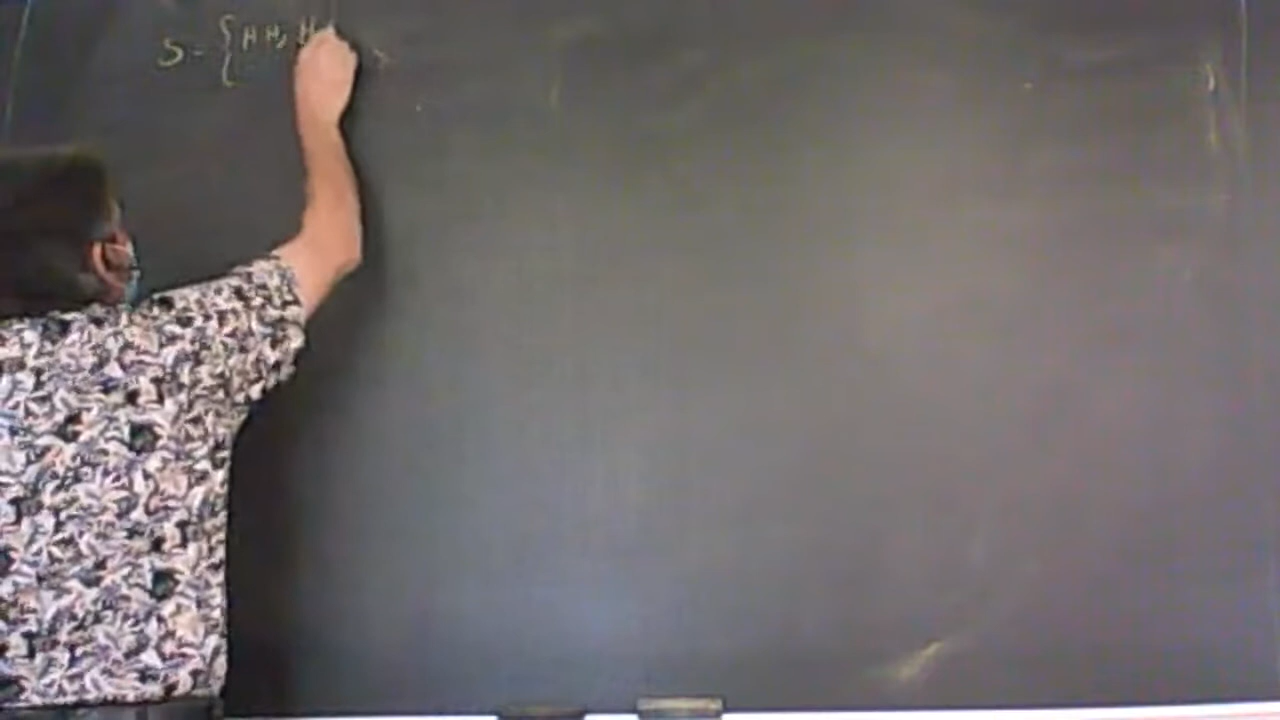 S = { HH, H